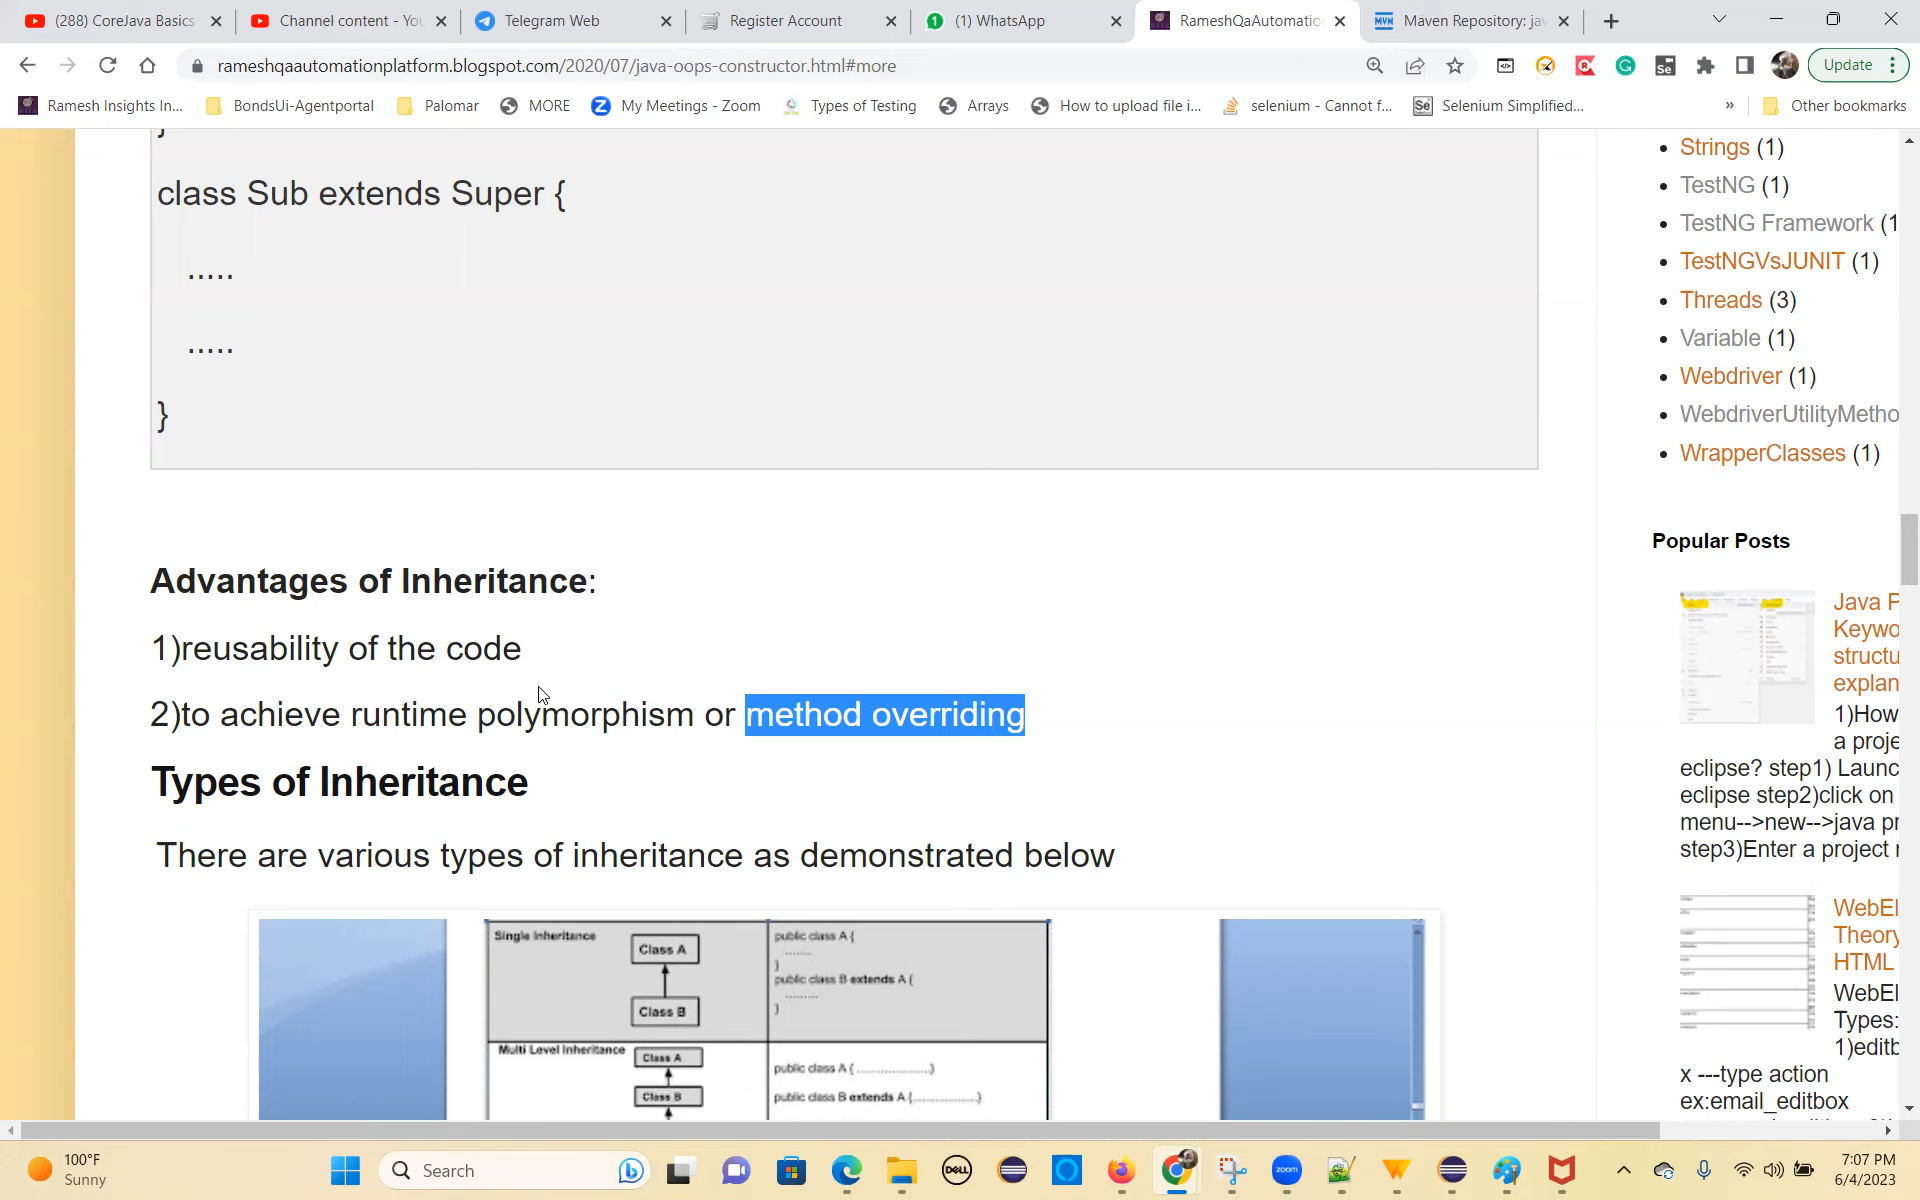 (288) CoreJava Basics
Channel content - You
Telegram Web
Register Account
(1) WhatsApp
RameshQaAutomatio
Maven Repository: jav
rameshqaautomationplatform.blogspot.com/2020/07/java-oops-constructor.html#more
Update
Ramesh Insights In...
BondsUi-Agentportal
Palomar
MORE
My Meetings - Zoom
Types of Testing
Arrays
How to upload file i...
selenium - Cannot f...
Selenium Simplified...
»
Other bookmarks
}
class Sub extends Super {
.....
.....
}
Advantages of Inheritance:
1)reusability of the code
2)to achieve runtime polymorphism or method overriding
Types of Inheritance
There are various types of inheritance as demonstrated below
Single Inheritance
Class A
Class B
public class A {
.......
}
public class B extends A {
.........
}
Multi Level Inheritance
Class A
Class B
public class A { ...................... }
public class B extends A {...................}
Strings (1)
TestNG (1)
TestNG Framework (1
TestNGVsJUNIT (1)
Threads (3)
Variable (1)
Webdriver (1)
WebdriverUtilityMetho
WrapperClasses (1)
Popular Posts
Java P
Keywo
structu
explan
1)How
a proje
eclipse? step1) Launc
eclipse step2)click on
menu-->new-->java pr
step3)Enter a project n
WebEl
Theory
HTML
WebEl
Types:
1)editb
x ---type action
ex:email_editbox
100°F
Sunny
Search
DELL
zoom
7:07 PM
6/4/2023